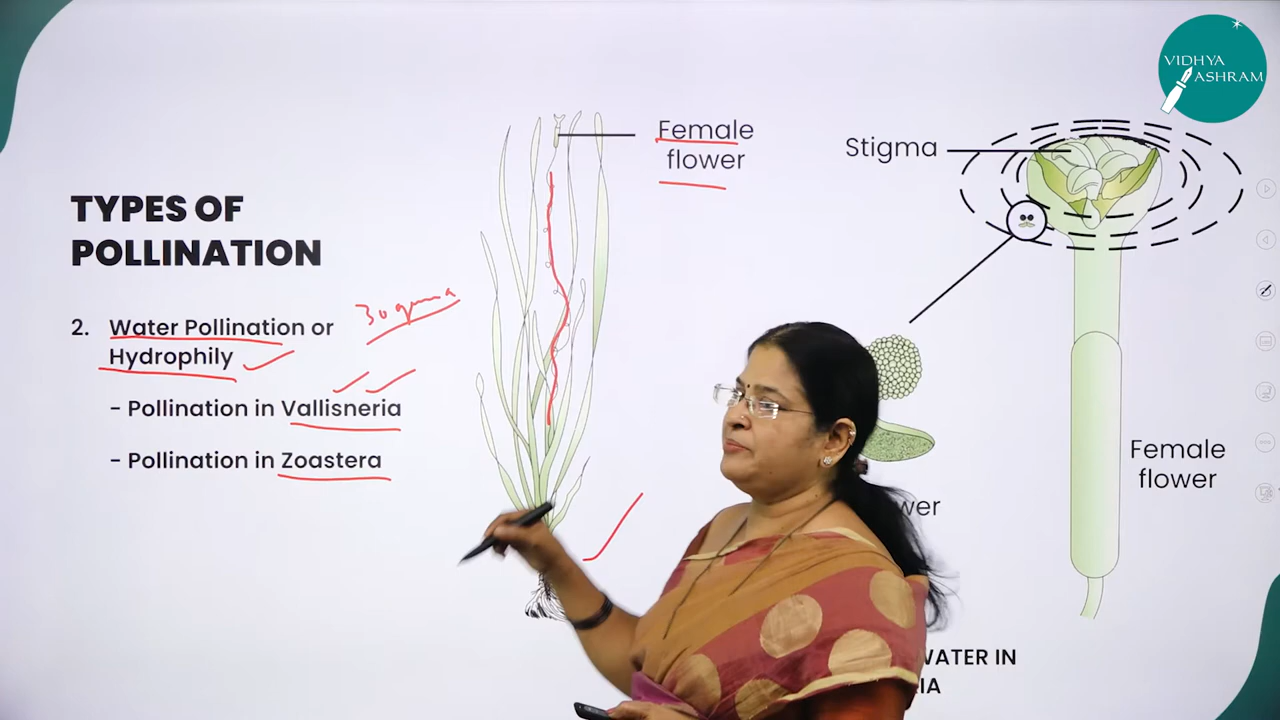 VIDHYA
ASHRAM
TYPES OF
POLLINATION
2. Water Pollination or
Hydrophily
- Pollination in Vallisneria
- Pollination in Zoastera
Female
flower
Stigma
Female
flower
wer
WATER IN
IA